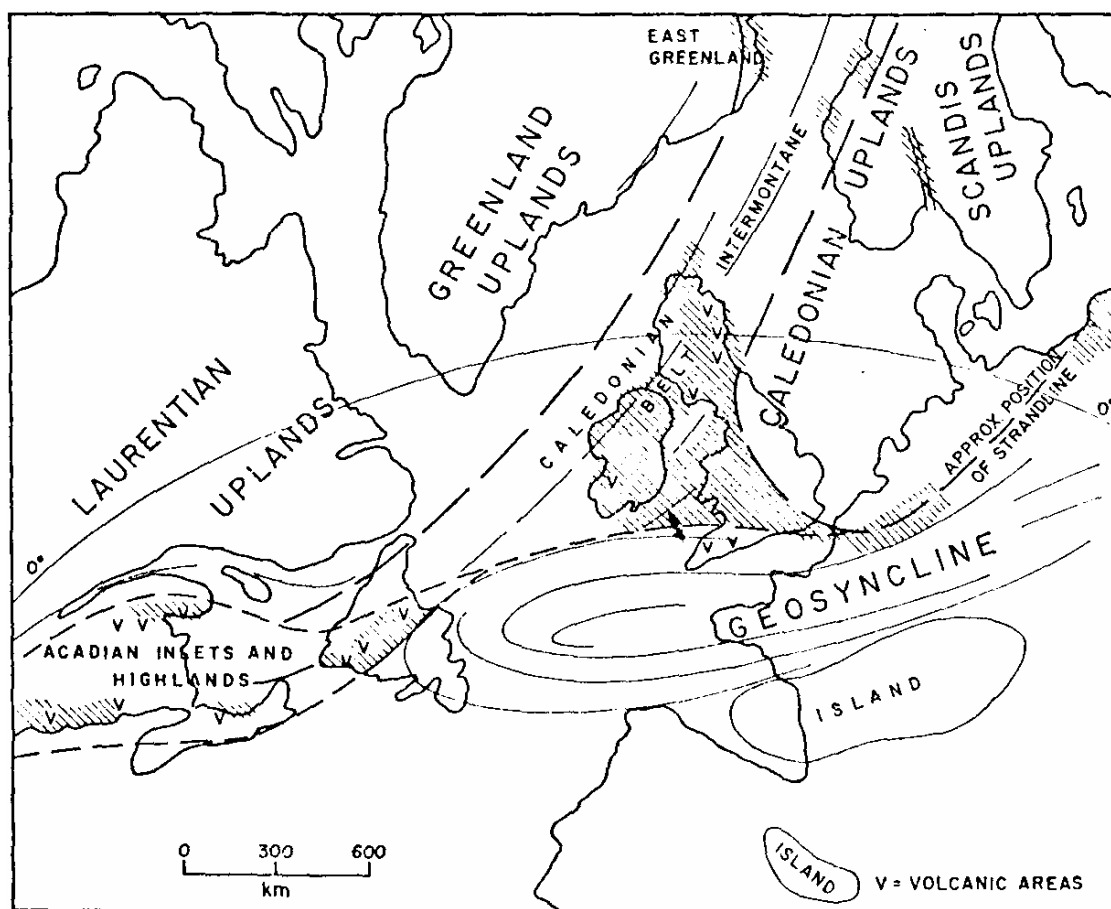 EAST
GREENLAND
GREENLAND
UPLANDS
INTERMONTANE
UPLANDS
CALEDONIAN
SCANDIS
UPLANDS
LAURENTIAN
UPLANDS
CALEDONIAN
BELT
APPROX. POSITION
OF STRANDLINE
0°
0°
GEOSYNCLINE
V V
V
V
V
V
V
V V
V V
V
V
V
V V V
ACADIAN INLETS AND
HIGHLANDS
ISLAND
0 300 600
km
ISLAND
V = VOLCANIC AREAS